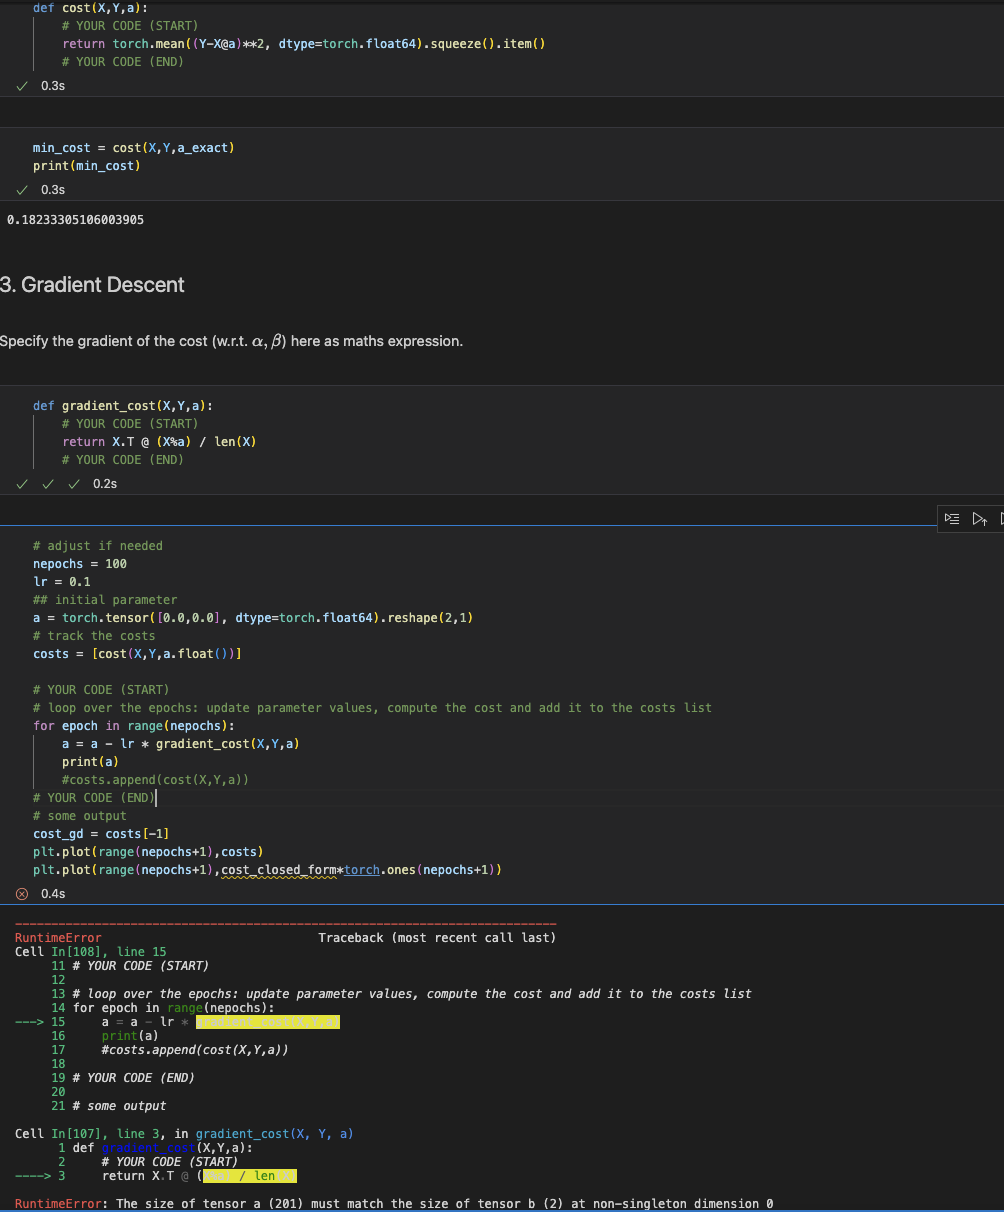 def cost(X,Y,a):
# YOUR CODE (START)
return torch.mean((Y-X@a)**2, dtype=torch.float64).squeeze().item()
# YOUR CODE (END)
0.3s
min_cost = cost(X,Y,a_exact)
print(min_cost)
0.3s
0.18233305106003905
3. Gradient Descent
Specify the gradient of the cost (w.r.t. α, β) here as maths expression.
def gradient_cost(X,Y,a):
# YOUR CODE (START)
return X.T @ (X%a) / len(X)
# YOUR CODE (END)
0.2s
# adjust if needed
nepochs = 100
lr = 0.1
## initial parameter
a = torch.tensor([0.0,0.0], dtype=torch.float64).reshape(2,1)
# track the costs
costs = [cost(X,Y,a.float())]
# YOUR CODE (START)
# loop over the epochs: update parameter values, compute the cost and add it to the costs list
for epoch in range(nepochs):
a = a - lr * gradient_cost(X,Y,a)
print(a)
#costs.append(cost(X,Y,a))
# YOUR CODE (END)
# some output
cost_gd = costs[-1]
plt.plot(range(nepochs+1),costs)
plt.plot(range(nepochs+1),cost_closed_form*torch.ones(nepochs+1))
0.4s
RuntimeError Traceback (most recent call last)
Cell In[108], line 15
11 # YOUR CODE (START)
12
13 # loop over the epochs: update parameter values, compute the cost and add it to the costs list
14 for epoch in range(nepochs):
---> 15 a = a - lr *
16 print(a)
17 #costs.append(cost(X,Y,a))
18
19 # YOUR CODE (END)
20
21 # some output
Cell In[107], line 3, in gradient_cost(X, Y, a)
1 def gradient_cost(X,Y,a):
2 # YOUR CODE (START)
----> 3 return X.T @ ( / len
RuntimeError: The size of tensor a (201) must match the size of tensor b (2) at non-singleton dimension 0